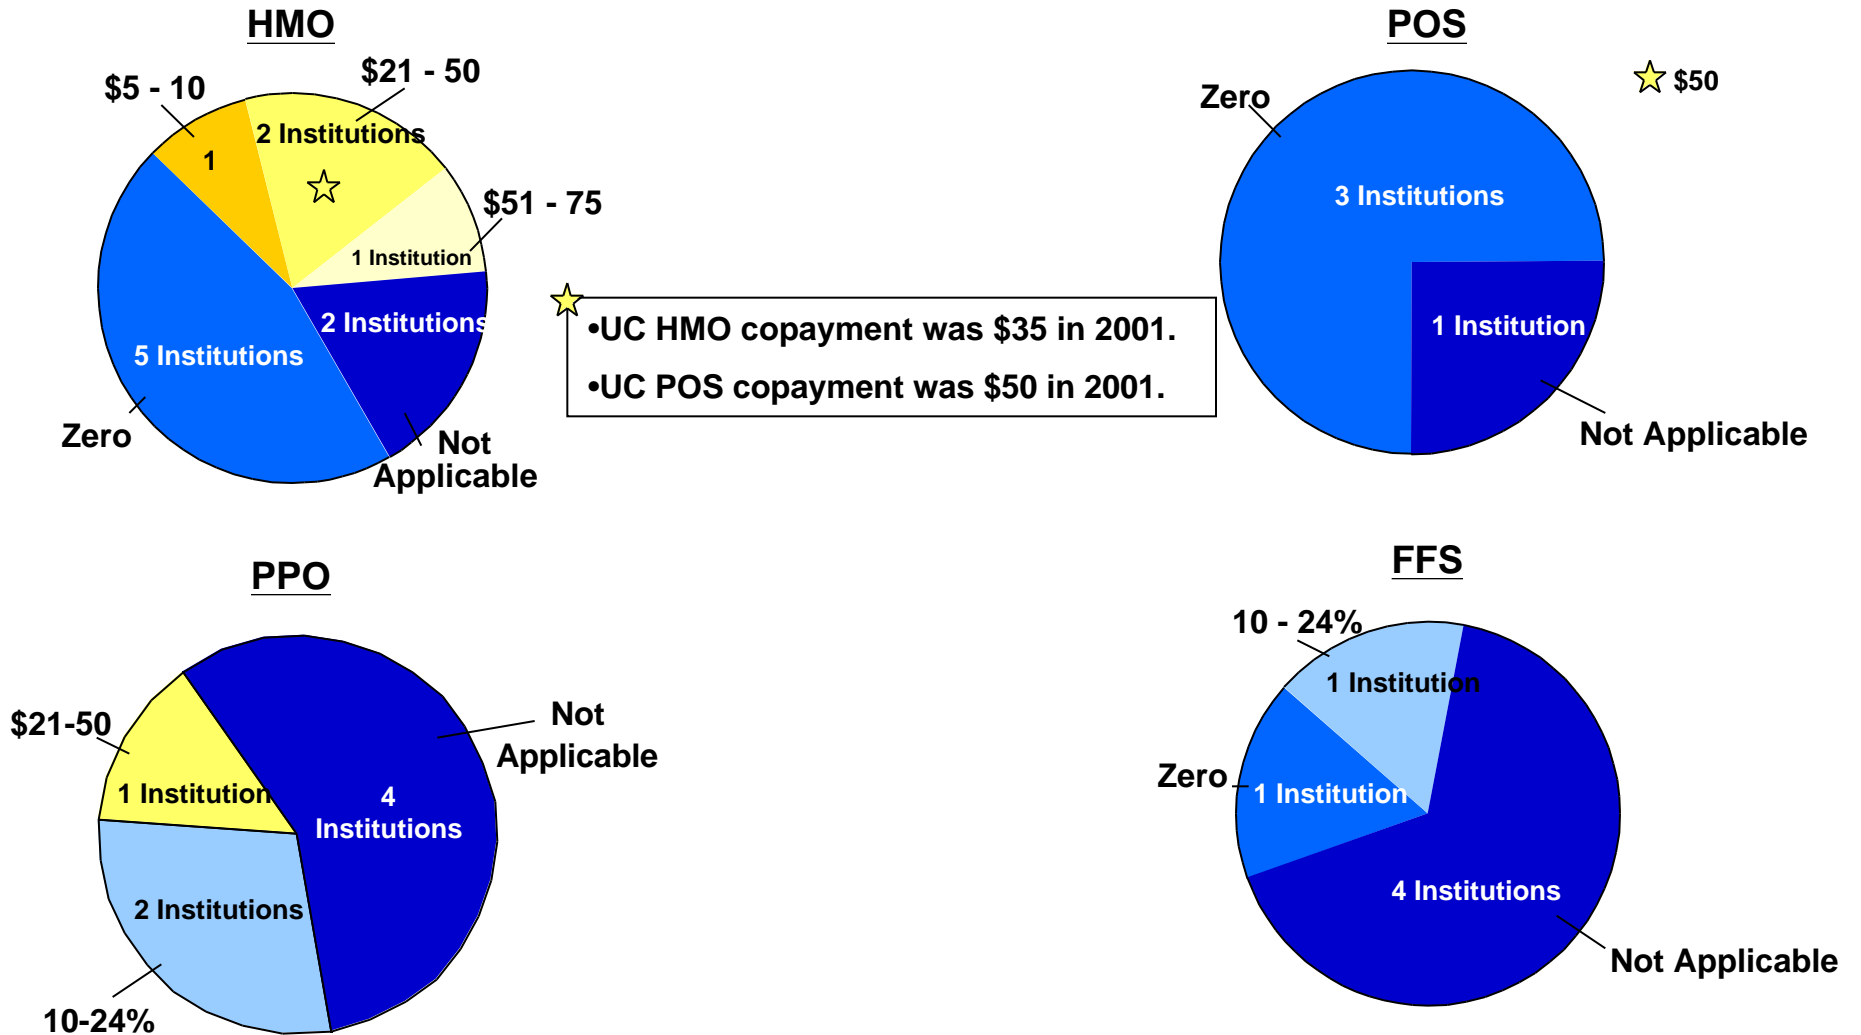 HMO
$5 - 10
$21 - 50
2 Institutions
1
$51 - 75
1 Institution
2 Institutions
5 Institutions
Zero
Not
Applicable
POS
$50
Zero
3 Institutions
1 Institution
Not Applicable
•UC HMO copayment was $35 in 2001.
•UC POS copayment was $50 in 2001.
PPO
$21-50
Not
Applicable
1 Institution
4
Institutions
2 Institutions
10-24%
FFS
10 - 24%
1 Institution
Zero
1 Institution
4 Institutions
Not Applicable